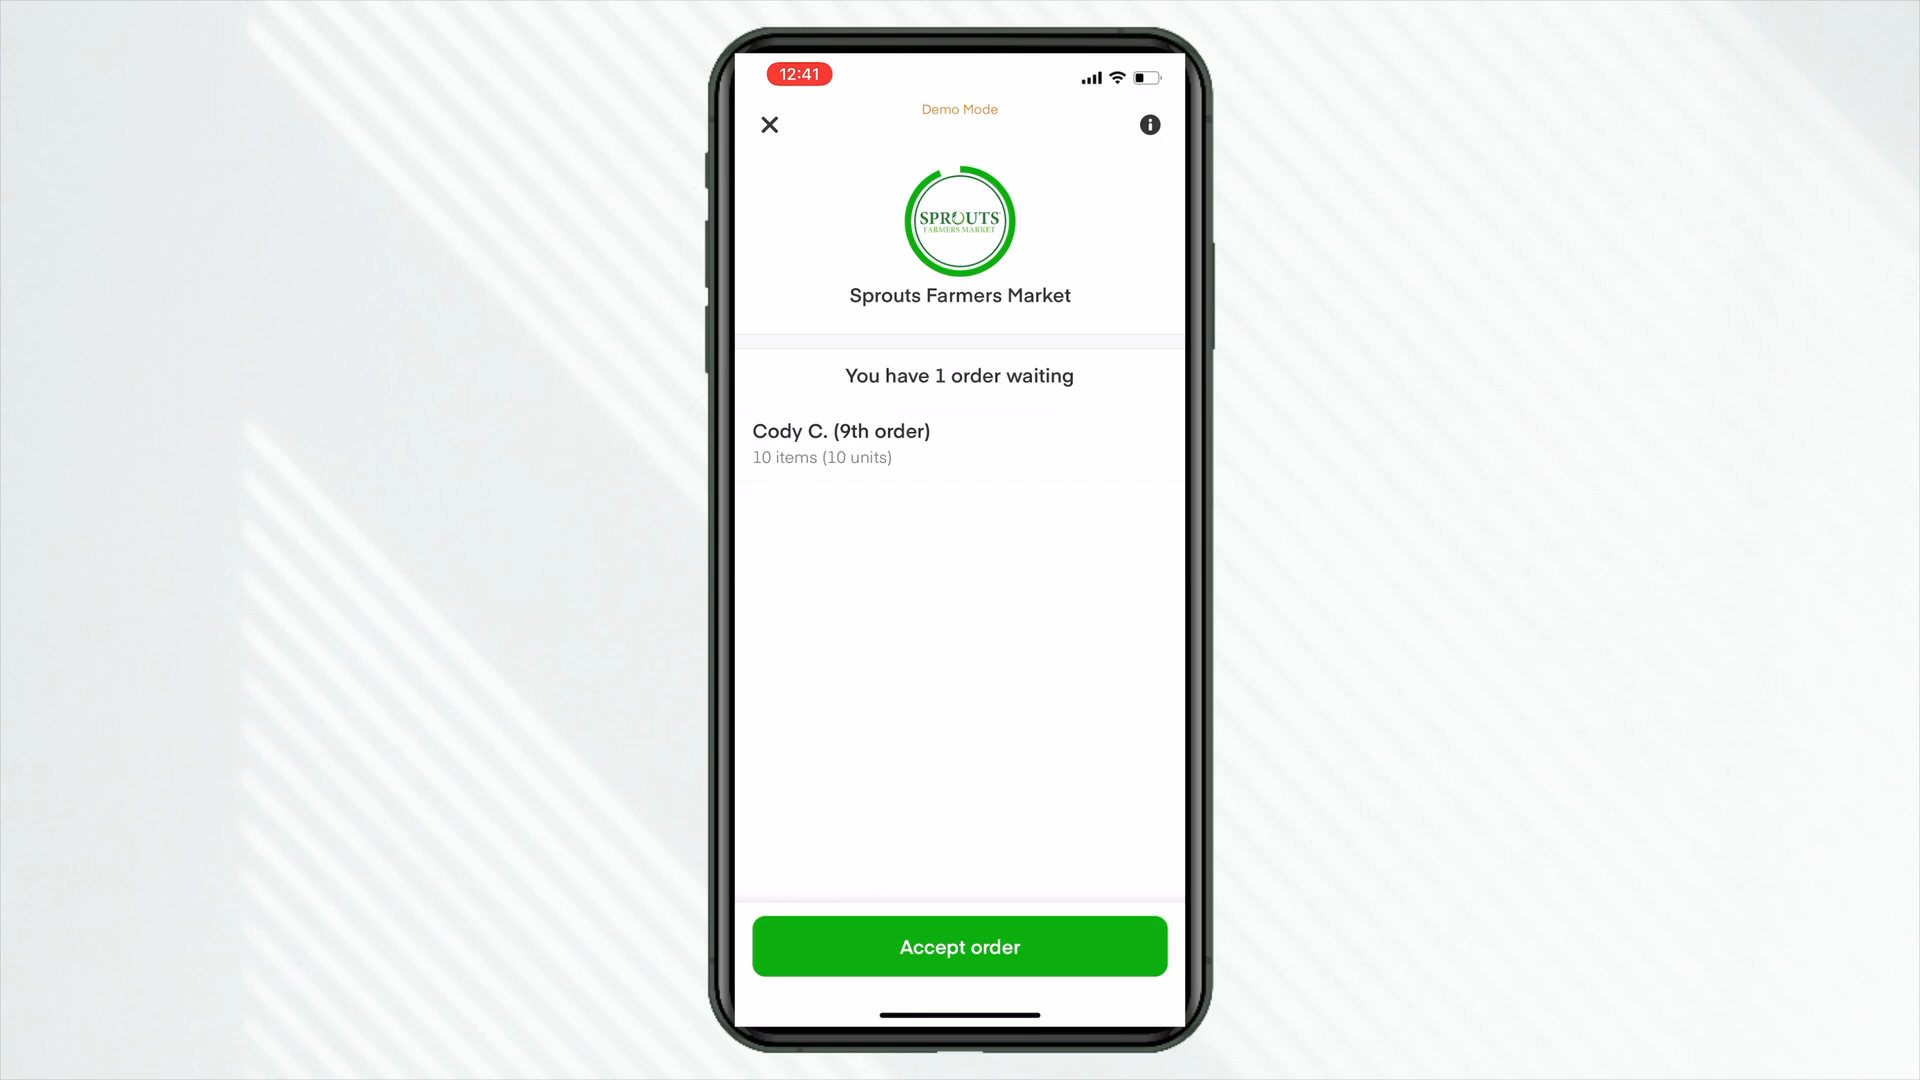 12:41
Demo Mode
SPROUTS
FARMERS MARKET
Sprouts Farmers Market
You have 1 order waiting
Cody C. (9th order)
10 items (10 units)
Accept order